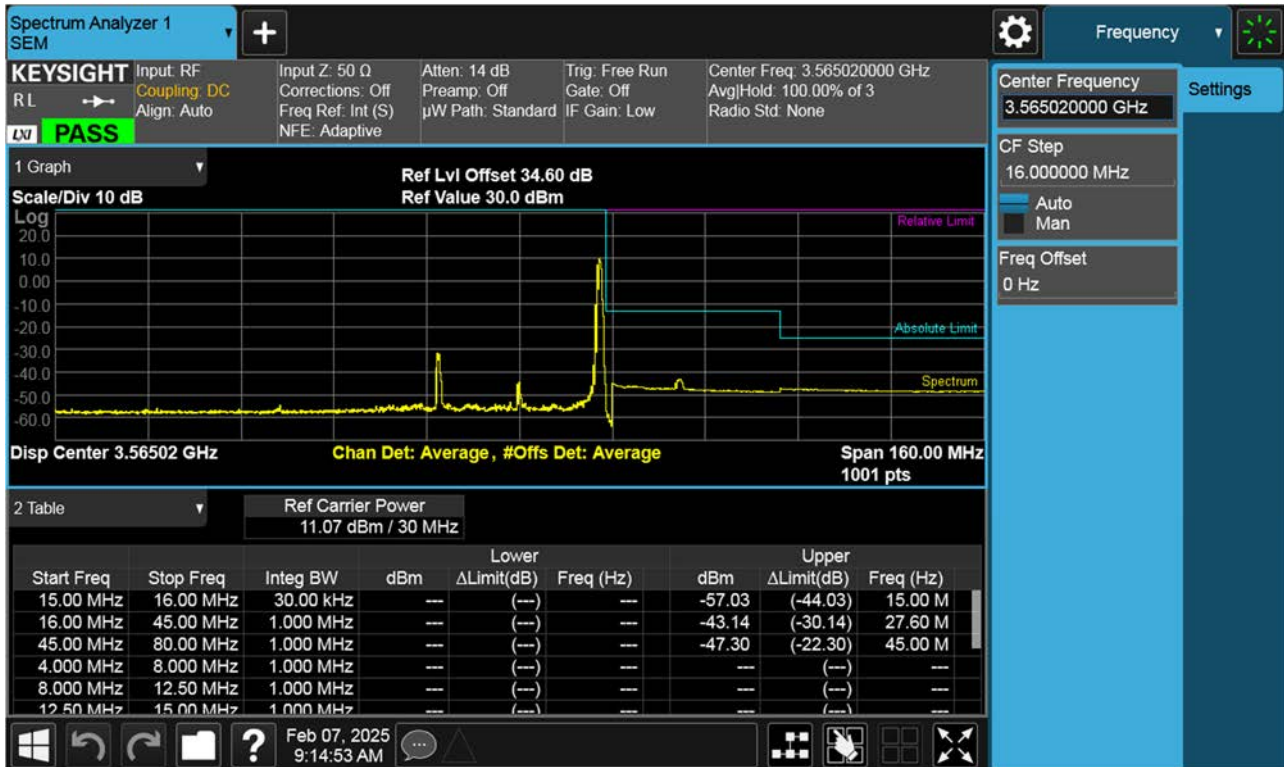 Spectrum Analyzer 1
SEM
+
Frequency
KEYSIGHT
RL
LXI
PASS
Input: RF
Coupling: DC
Align: Auto
Input Z: 50 Ω
Corrections: Off
Freq Ref: Int (S)
NFE: Adaptive
Atten: 14 dB
Preamp: Off
µW Path: Standard
Trig: Free Run
Gate: Off
IF Gain: Low
Center Freq: 3.565020000 GHz
Avg|Hold: 100.00% of 3
Radio Std: None
Center Frequency
3.565020000 GHz
Settings
CF Step
16.000000 MHz
Auto
Man
Freq Offset
0 Hz
1 Graph
Scale/Div 10 dB
Ref Lvl Offset 34.60 dB
Ref Value 30.0 dBm
Log
20.0
10.0
0.00
-10.0
-20.0
-30.0
-40.0
-50.0
-60.0
Relative Limit
Absolute Limit
Spectrum
Disp Center 3.56502 GHz
Chan Det: Average, #Offs Det: Average
Span 160.00 MHz
1001 pts
2 Table
Ref Carrier Power
11.07 dBm / 30 MHz
Lower Upper
Start Freq Stop Freq Integ BW dBm ΔLimit(dB) Freq (Hz) dBm ΔLimit(dB) Freq (Hz)
15.00 MHz 16.00 MHz 30.00 kHz --- (---) --- -57.03 (-44.03) 15.00 M
16.00 MHz 45.00 MHz 1.000 MHz --- (---) --- -43.14 (-30.14) 27.60 M
45.00 MHz 80.00 MHz 1.000 MHz --- (---) --- -47.30 (-22.30) 45.00 M
4.000 MHz 8.000 MHz 1.000 MHz --- (---) --- --- (---) ---
8.000 MHz 12.50 MHz 1.000 MHz --- (---) --- --- (---) ---
12.50 MHz 15.00 MHz 1.000 MHz --- (---) --- --- (---) ---
?
Feb 07, 2025
9:14:53 AM